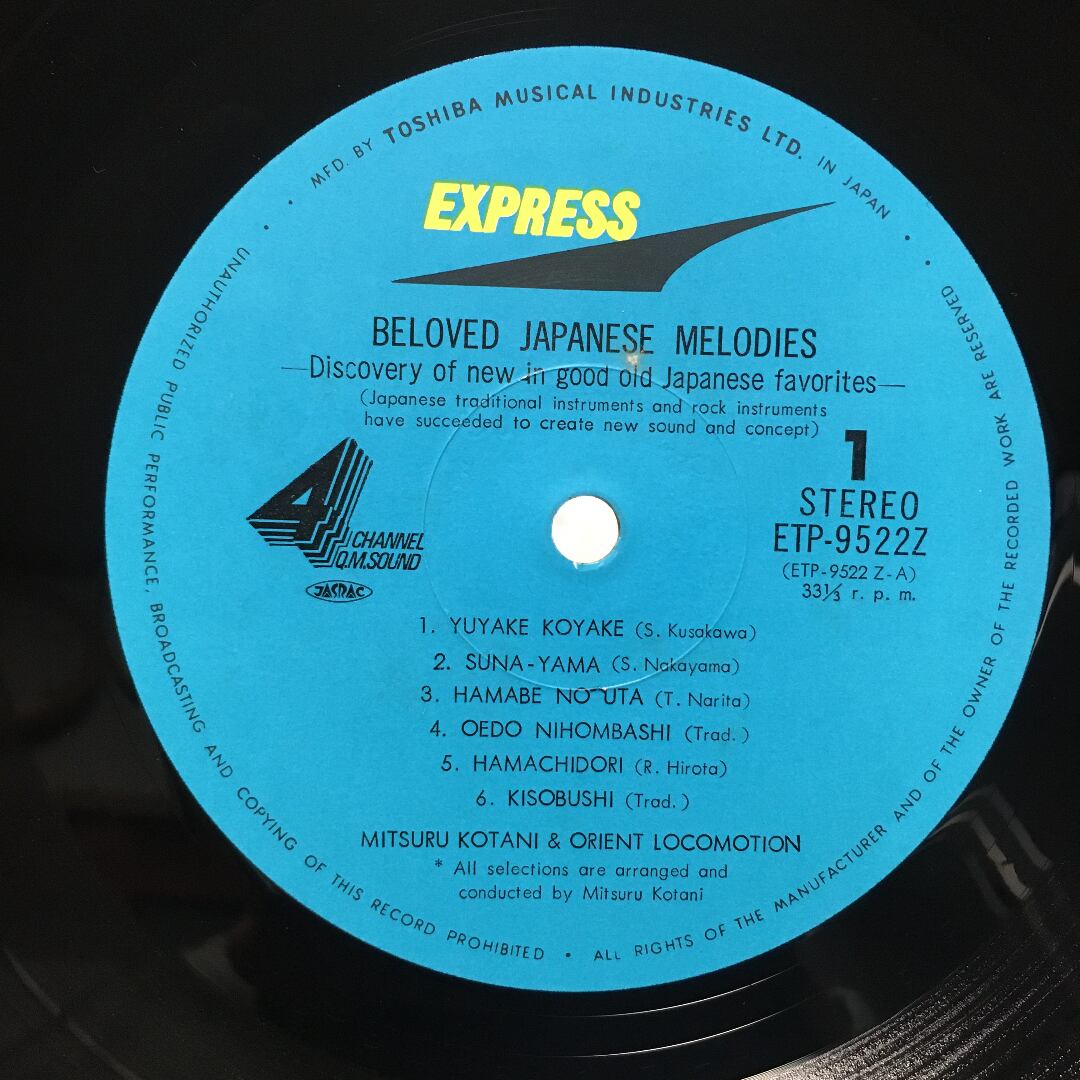 MFD. BY TOSHIBA MUSICAL INDUSTRIES LTD. IN JAPAN
EXPRESS
BELOVED JAPANESE MELODIES
—Discovery of new in good old Japanese favorites—
(Japanese traditional instruments and rock instruments
have succeeded to create new sound and concept)
4 CHANNEL
Q.M.SOUND
JASRAC
1
STEREO
ETP-9522Z
(ETP-9522 Z-A)
33⅓ r. p. m.
1. YUYAKE KOYAKE (S. Kusakawa)
2. SUNA-YAMA (S. Nakayama)
3. HAMABE NO UTA (T. Narita)
4. OEDO NIHOMBASHI (Trad.)
5. HAMACHIDORI (R. Hirota)
6. KISOBUSHI (Trad.)
MITSURU KOTANI & ORIENT LOCOMOTION
* All selections are arranged and
conducted by Mitsuru Kotani
UNAUTHORIZED PUBLIC PERFORMANCE, BROADCASTING AND COPYING OF THIS RECORD PROHIBITED • ALL RIGHTS OF THE MANUFACTURER AND OF THE OWNER OF THE RECORDED WORK ARE RESERVED